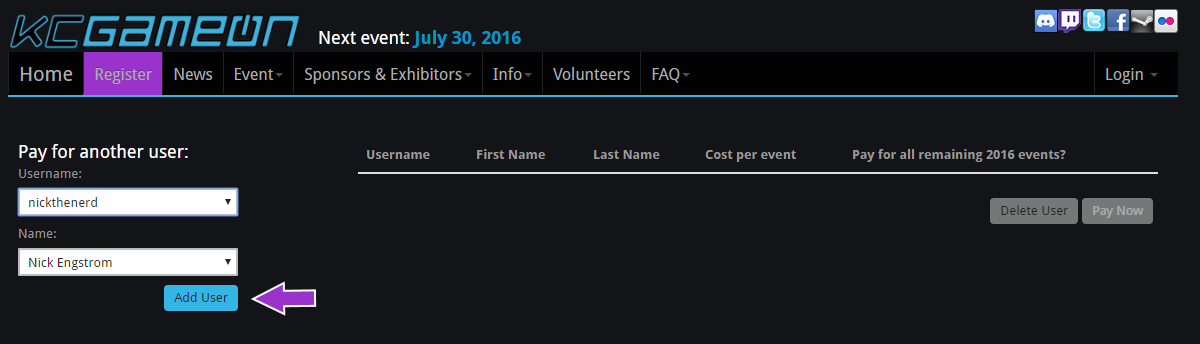 KCGAMEON
Next event: July 30, 2016
Home Register News Event Sponsors & Exhibitors Info Volunteers FAQ Login
Pay for another user:
Username:
nickthenerd
Name:
Nick Engstrom
Add User
Username First Name Last Name Cost per event Pay for all remaining 2016 events?
Delete User Pay Now